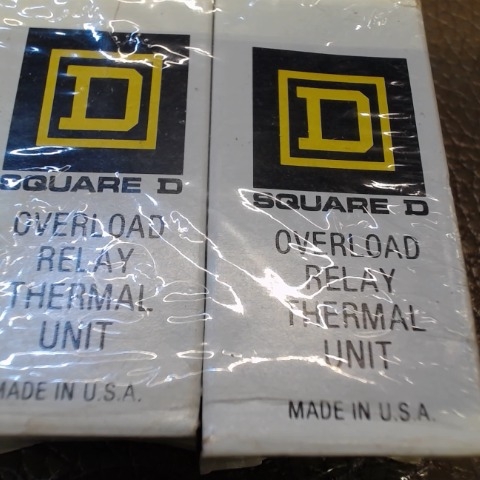 D
SQUARE D
OVERLOAD
RELAY
THERMAL
UNIT
MADE IN U.S.A.
D
SQUARE D
OVERLOAD
RELAY
THERMAL
UNIT
MADE IN U.S.A.